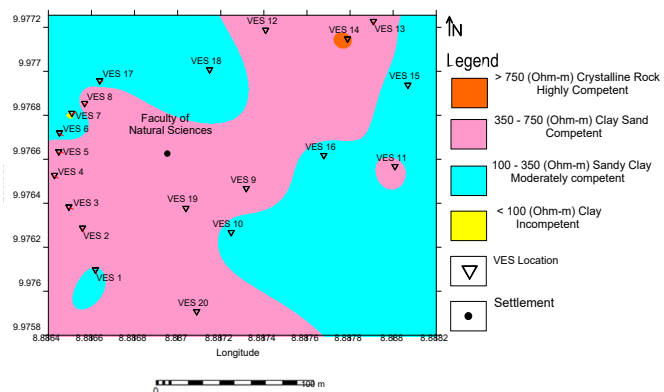 9.9772
9.977
9.9768
9.9766
9.9764
9.9762
9.976
9.9758
VES 12
VES 14
VES 13
VES 18
VES 17
VES 15
VES 8
VES 7
Faculty of
Natural Sciences
VES 6
VES 5
VES 16
VES 11
VES 4
VES 9
VES 3
VES 19
VES 2
VES 10
VES 1
VES 20
8.8864 8.8866 8.8868 8.887 8.8872 8.8874 8.8876 8.8878 8.888 8.8882
Longitude
0 100 m
N
Legend
> 750 (Ohm-m) Crystalline Rock
Highly Competent
350 - 750 (Ohm-m) Clay Sand
Competent
100 - 350 (Ohm-m) Sandy Clay
Moderately competent
< 100 (Ohm-m) Clay
Incompetent
VES Location
Settlement